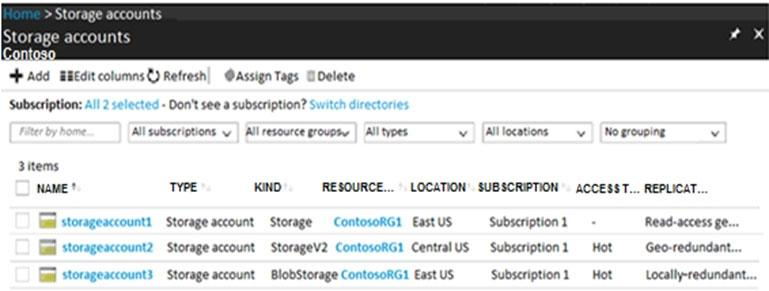 Home > Storage accounts
Storage accounts
Contoso
Add Edit columns Refresh Assign Tags Delete
Subscription: All 2 selected - Don't see a subscription? Switch directories
Filter by home... All subscriptions All resource groups All types All locations No grouping
3 items
NAME TYPE KIND RESOURCE... LOCATION SUBSCRIPTION ACCESS T... REPLICAT...
storageaccount1 Storage account Storage ContosoRG1 East US Subscription 1 - Read-access ge...
storageaccount2 Storage account StorageV2 ContosoRG1 Central US Subscription 1 Hot Geo-redundant...
storageaccount3 Storage account BlobStorage ContosoRG1 East US Subscription 1 Hot Locally-redundant...